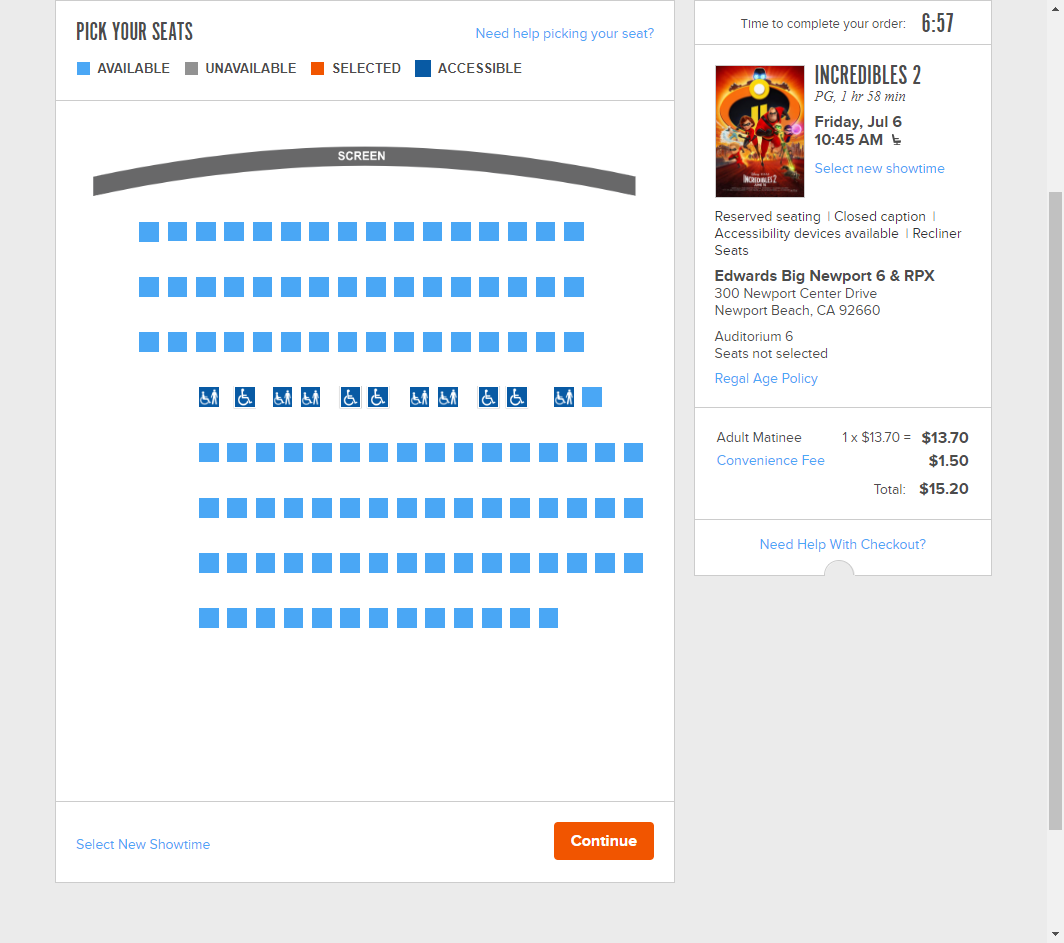 PICK YOUR SEATS
Need help picking your seat?
AVAILABLE UNAVAILABLE SELECTED ACCESSIBLE
SCREEN
Select New Showtime
Continue
Time to complete your order: 6:57
INCREDIBLES 2
INCREDIBLES 2
PG, 1 hr 58 min
Friday, Jul 6
10:45 AM
Select new showtime
Reserved seating | Closed caption |
Accessibility devices available | Recliner
Seats
Edwards Big Newport 6 & RPX
300 Newport Center Drive
Newport Beach, CA 92660
Auditorium 6
Seats not selected
Regal Age Policy
Adult Matinee 1 x $13.70 = $13.70
Convenience Fee $1.50
Total: $15.20
Need Help With Checkout?